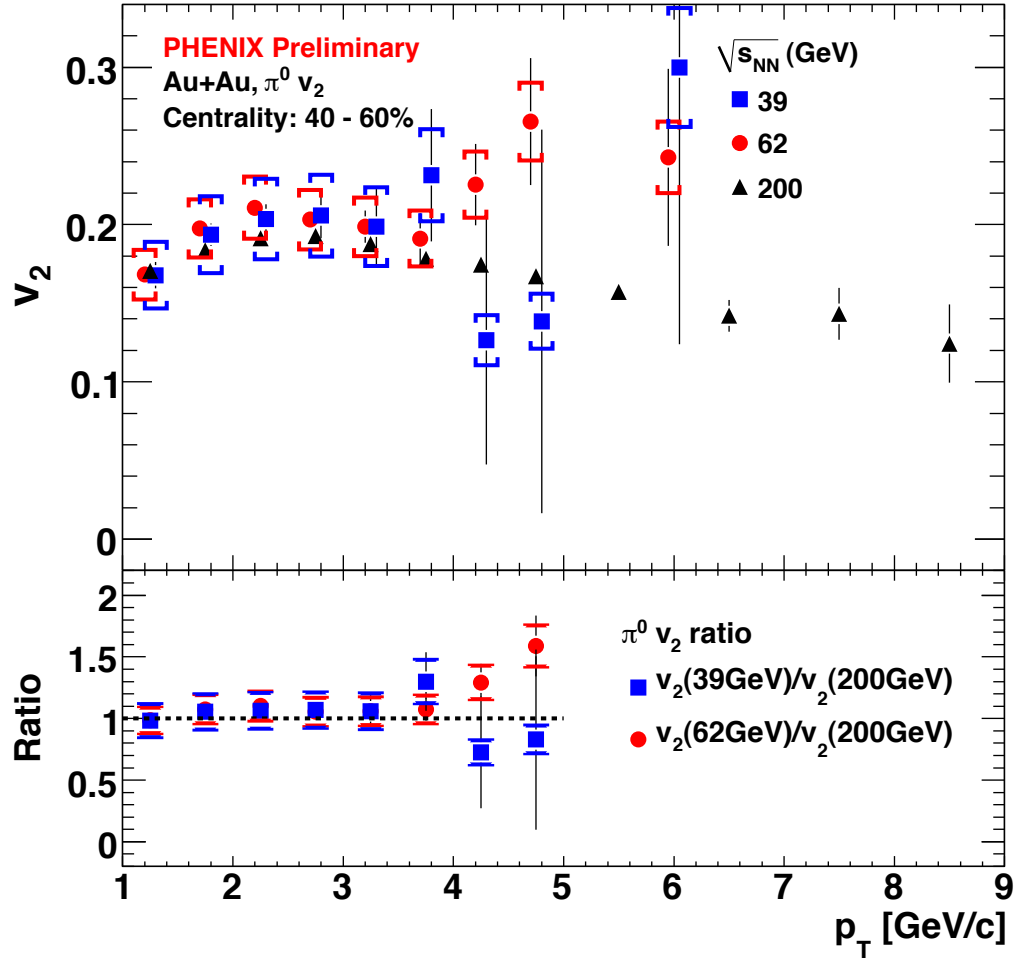 PHENIX Preliminary
Au+Au, π⁰ v₂
Centrality: 40 - 60%
√s_NN (GeV)
39
62
200
v₂
0.3
0.2
0.1
0
π⁰ v₂ ratio
v₂(39GeV)/v₂(200GeV)
v₂(62GeV)/v₂(200GeV)
Ratio
2
1.5
1
0.5
0
1 2 3 4 5 6 7 8 9
p_T [GeV/c]